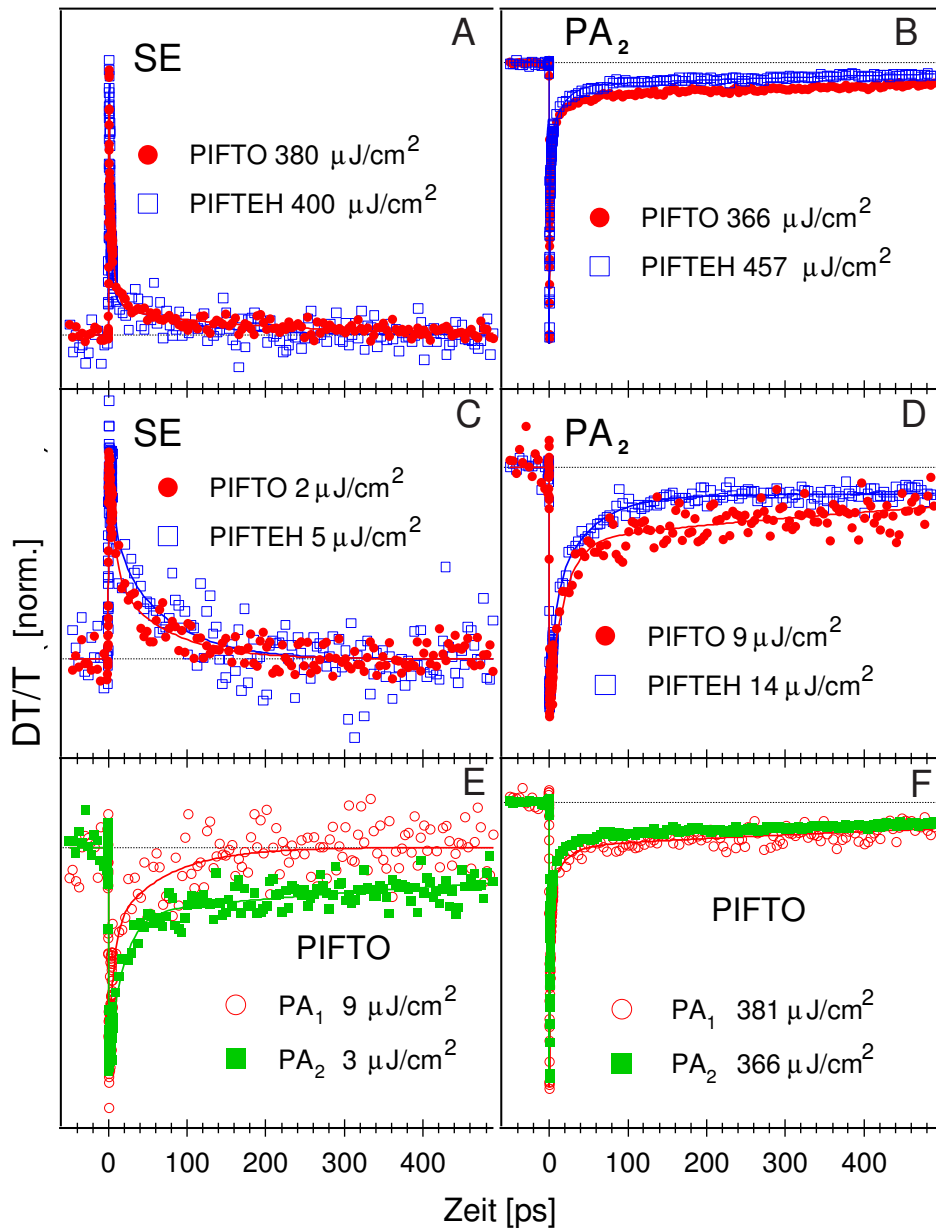 A
SE
PIFTO 380 μJ/cm²
PIFTEH 400 μJ/cm²
B
PA₂
PIFTO 366 μJ/cm²
PIFTEH 457 μJ/cm²
C
SE
PIFTO 2 μJ/cm²
PIFTEH 5 μJ/cm²
D
PA₂
PIFTO 9 μJ/cm²
PIFTEH 14 μJ/cm²
DT/T [norm.]
E
PIFTO
PA₁ 9 μJ/cm²
PA₂ 3 μJ/cm²
F
PIFTO
PA₁ 381 μJ/cm²
PA₂ 366 μJ/cm²
0 100 200 300 400
0 100 200 300 400
Zeit [ps]